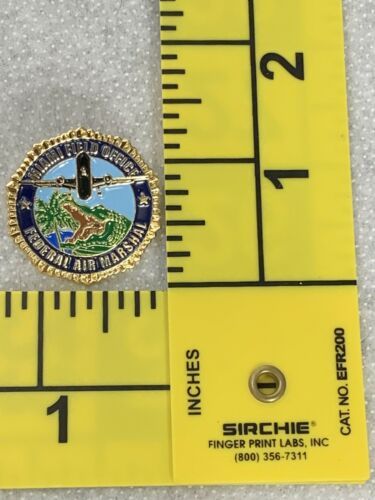 MIAMI FIELD OFFICE
FEDERAL AIR MARSHAL
2
1
1
INCHES
SIRCHIE®
FINGER PRINT LABS, INC
(800) 356-7311
CAT. NO. EFR200